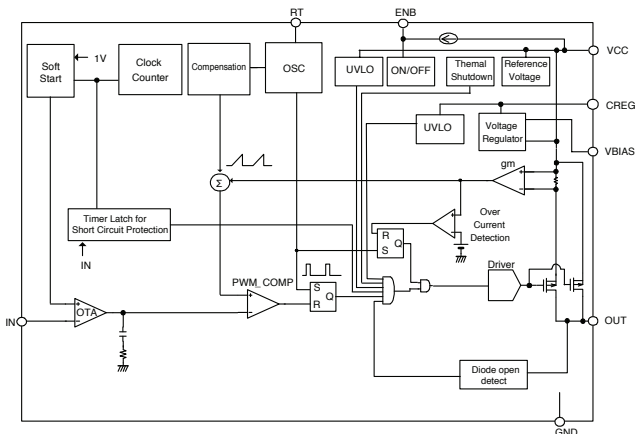 RT
ENB
VCC
Soft
Start
1V
Clock
Counter
Compensation
OSC
UVLO
ON/OFF
Themal
Shutdown
Reference
Voltage
CREG
UVLO
Voltage
Regulator
VBIAS
gm
Σ
+
−
Timer Latch for
Short Circuit Protection
IN
R
S
Q
+
−
Over
Current
Detection
PWM_COMP
Driver
S
R
Q
+
−
OTA
+
−
IN
OUT
Diode open
detect
GND